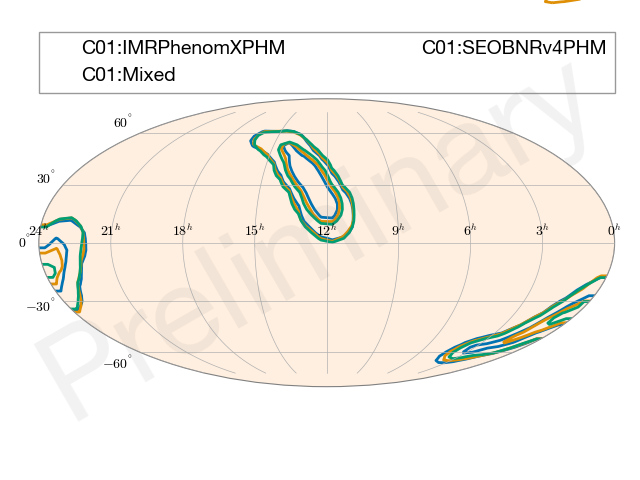 C01:IMRPhenomXPHM C01:SEOBNRv4PHM
C01:Mixed
60°
30°
0° 24h 21h 18h 15h 12h 9h 6h 3h 0h
−30°
−60°
Preliminary